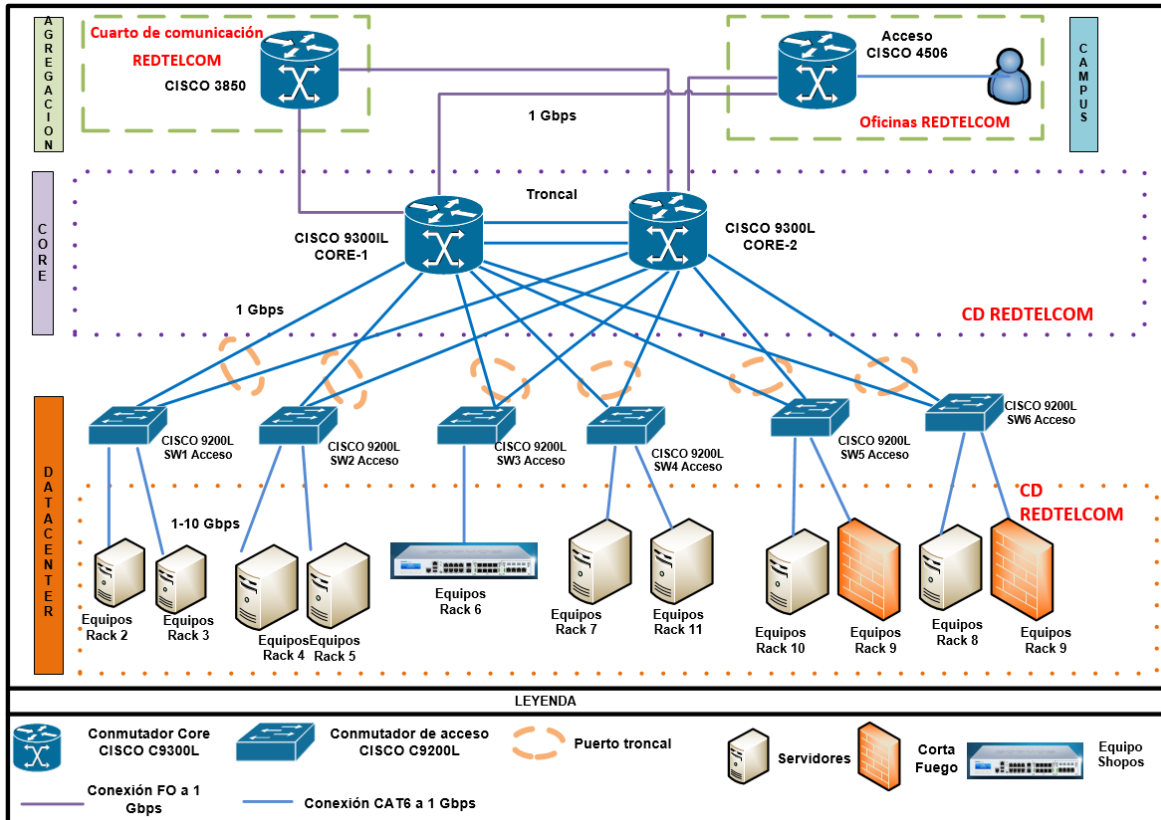 AGREGACION
Cuarto de comunicación
REDTELCOM
CISCO 3850
Acceso
CISCO 4506
Oficinas REDTELCOM
CAMPUS
1 Gbps
CORE
Troncal
CISCO 9300lL
CORE-1
CISCO 9300L
CORE-2
1 Gbps
CD REDTELCOM
DATACENTER
CISCO 9200L
SW1 Acceso
CISCO 9200L
SW2 Acceso
CISCO 9200L
SW3 Acceso
CISCO 9200L
SW4 Acceso
CISCO 9200L
SW5 Acceso
CISCO 9200L
SW6 Acceso
1-10 Gbps
CD
REDTELCOM
Equipos
Rack 2
Equipos
Rack 3
Equipos
Rack 4
Equipos
Rack 5
Equipos
Rack 6
Equipos
Rack 7
Equipos
Rack 11
Equipos
Rack 10
Equipos
Rack 9
Equipos
Rack 8
Equipos
Rack 9
LEYENDA
Conmutador Core
CISCO C9300L
Conmutador de acceso
CISCO C9200L
Puerto troncal
Servidores
Corta
Fuego
Equipo
Shopos
Conexión FO a 1
Gbps
Conexión CAT6 a 1 Gbps